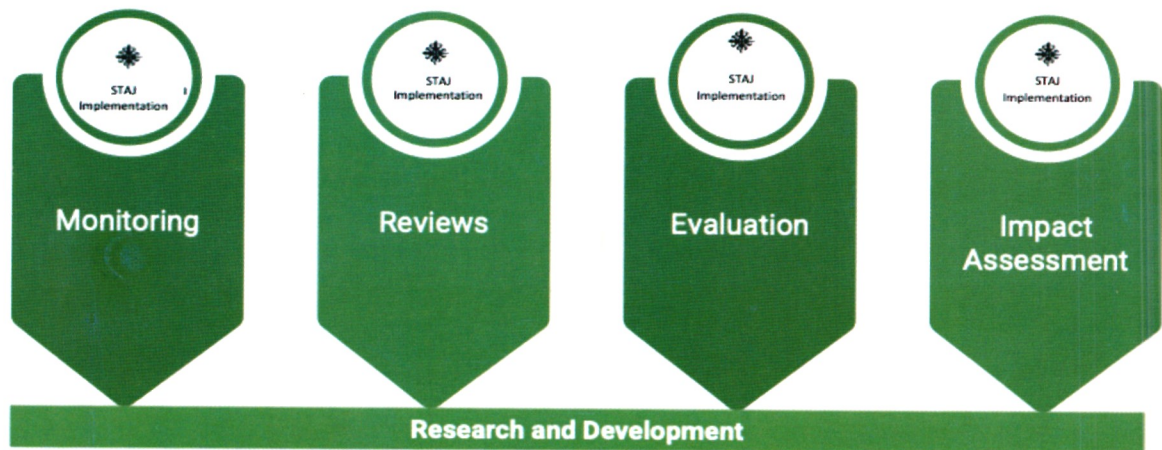 STAJ
Implementation
STAJ
Implementation
STAJ
Implementation
STAJ
Implementation
Monitoring
Reviews
Evaluation
Impact
Assessment
Research and Development